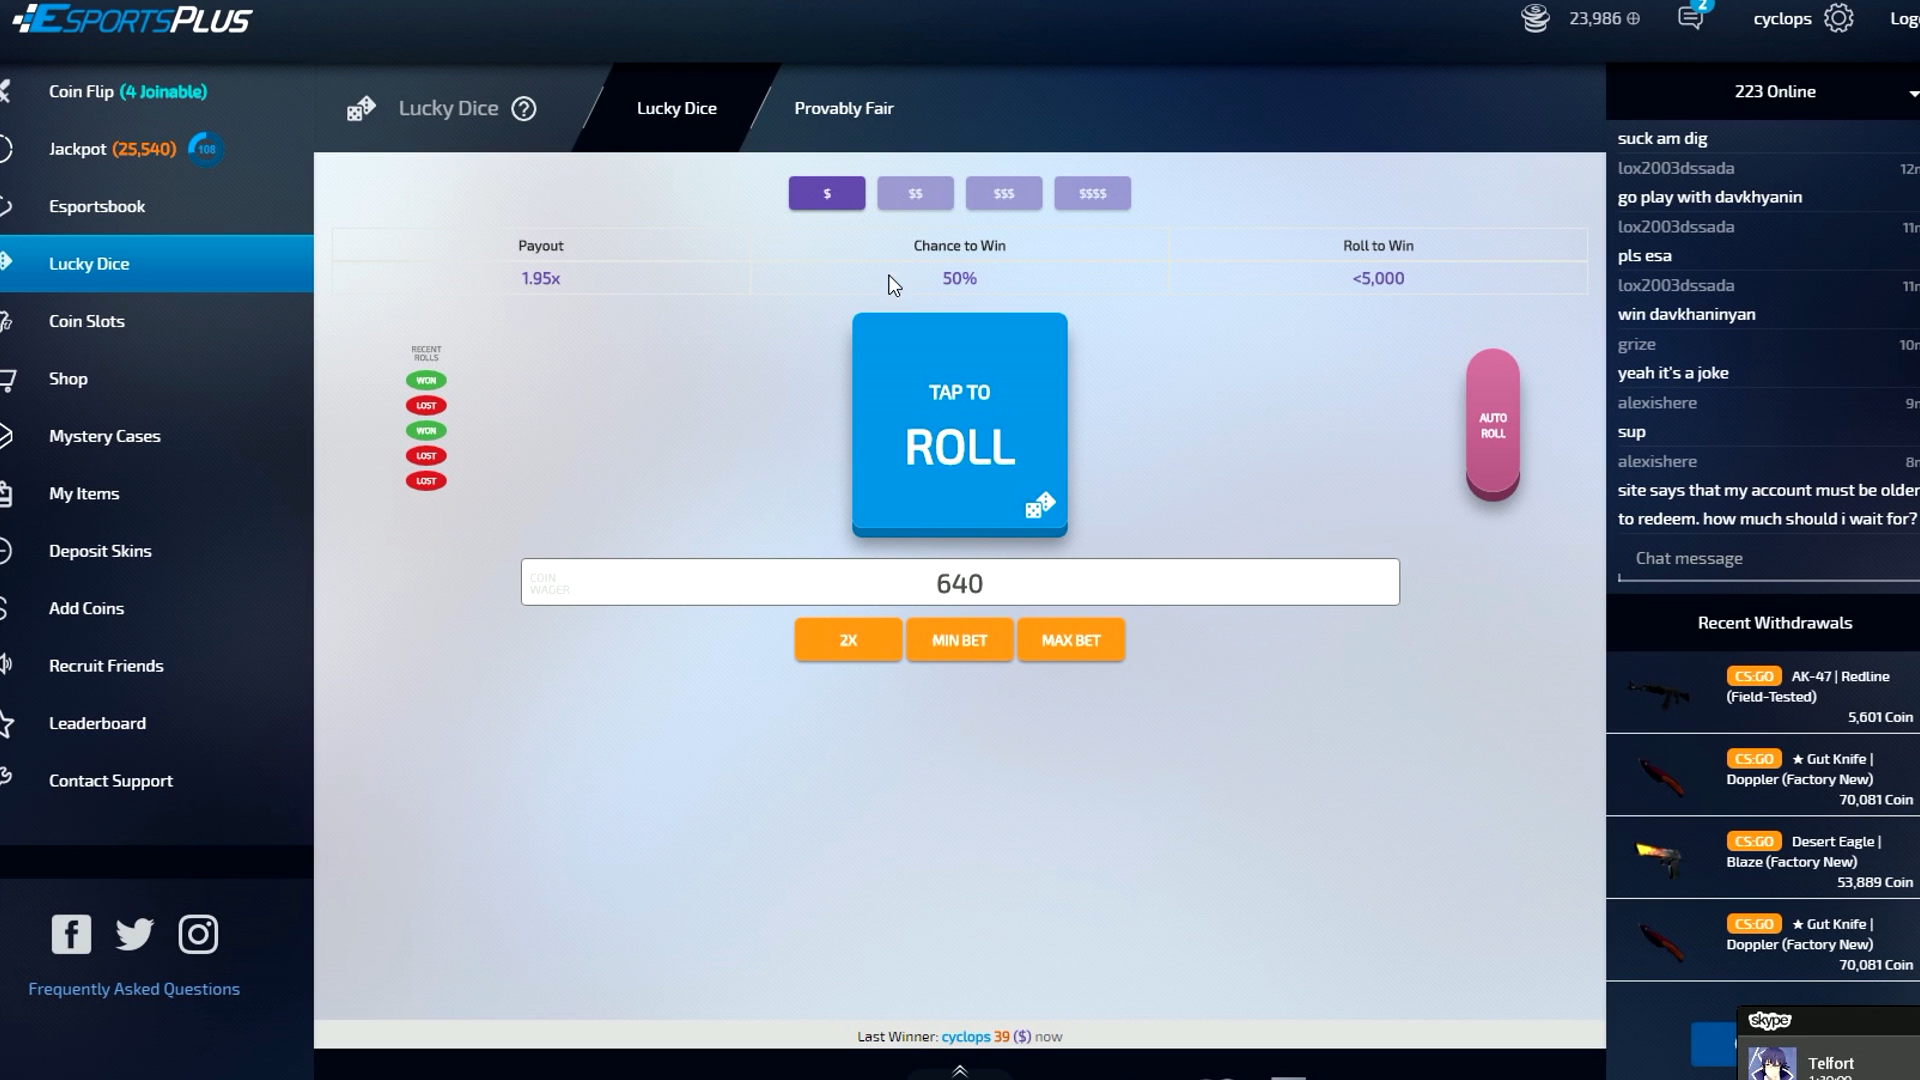 ESPORTSPLUS
23,986
2
cyclops
Coin Flip (4 Joinable)
Jackpot (25,540) 108
Esportsbook
Lucky Dice
Coin Slots
Shop
Mystery Cases
My Items
Deposit Skins
Add Coins
Recruit Friends
Leaderboard
Contact Support
Frequently Asked Questions
Lucky Dice ?
Lucky Dice
Provably Fair
$
$$
$$$
$$$$
Payout
Chance to Win
Roll to Win
1.95x
50%
<5,000
RECENT
ROLLS
WON
LOST
WON
LOST
LOST
TAP TO
ROLL
AUTO
ROLL
COIN
WAGER
640
2X
MIN BET
MAX BET
Last Winner: cyclops 39 ($) now
223 Online
suck am dig
lox2003dssada 12m
go play with davkhyanin
lox2003dssada 11m
pls esa
lox2003dssada 11m
win davkhaninyan
grize 10m
yeah it's a joke
alexishere 9m
sup
alexishere 8m
site says that my account must be older
to redeem. how much should i wait for?
Chat message
Recent Withdrawals
CS:GO AK-47 | Redline
(Field-Tested)
5,601 Coin
CS:GO ★ Gut Knife |
Doppler (Factory New)
70,081 Coin
CS:GO Desert Eagle |
Blaze (Factory New)
53,889 Coin
CS:GO ★ Gut Knife |
Doppler (Factory New)
70,081 Coin
skype
Telfort